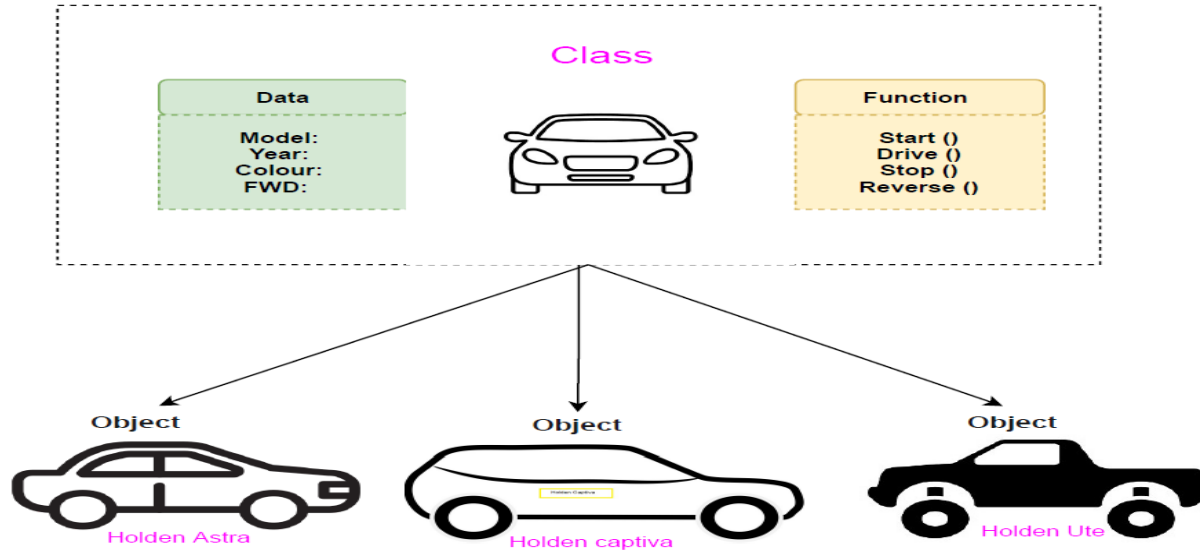 Class
Data
Model:
Year:
Colour:
FWD:
Function
Start ()
Drive ()
Stop ()
Reverse ()
Object
Object
Object
Holden Captiva
Holden Astra
Holden captiva
Holden Ute